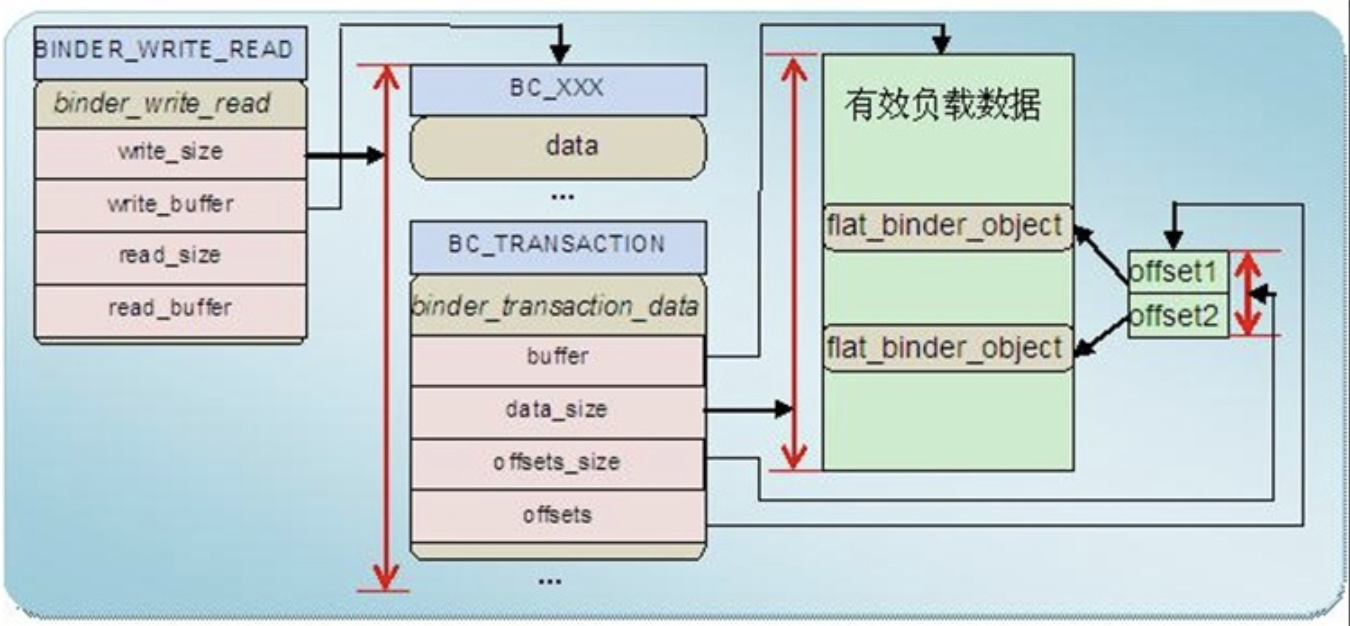 BINDER_WRITE_READ
binder_write_read
write_size
write_buffer
read_size
read_buffer
BC_XXX
data
...
BC_TRANSACTION
binder_transaction_data
buffer
data_size
offsets_size
offsets
...
有效负载数据
flat_binder_object
flat_binder_object
offset1
offset2